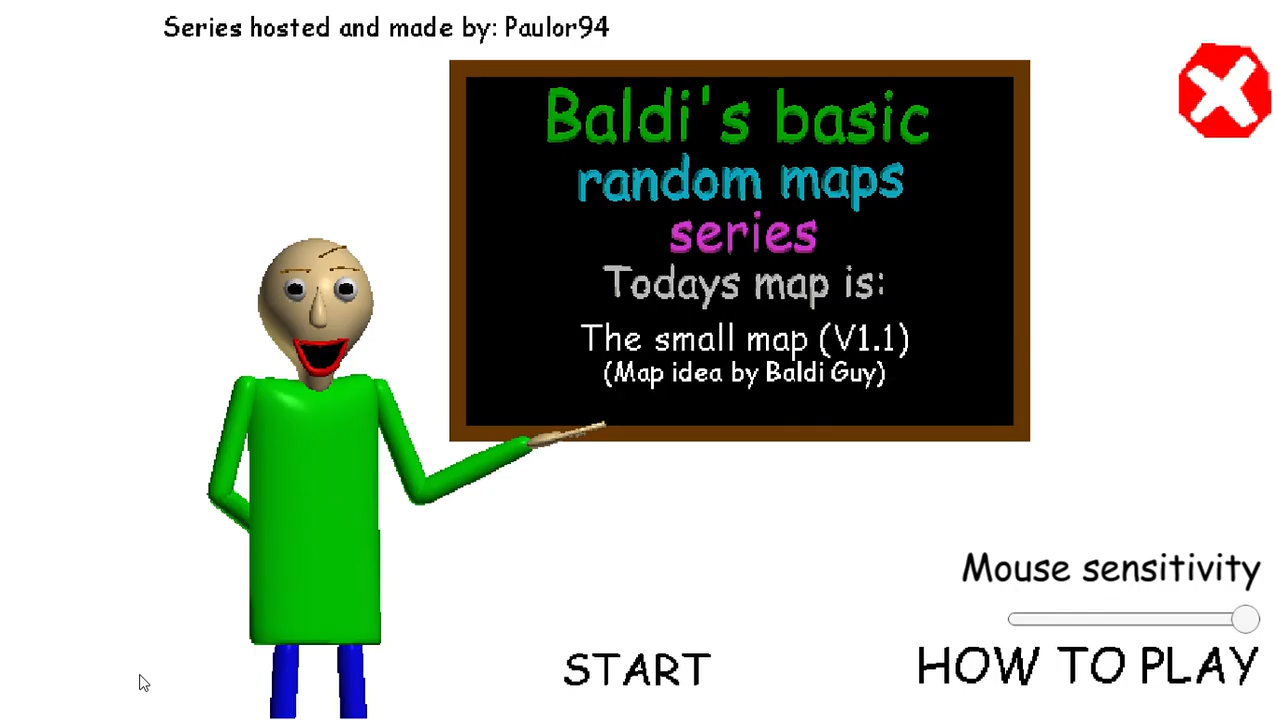 Series hosted and made by: Paulor94
Baldi's basic
random maps
series
Todays map is:
The small map (V1.1)
(Map idea by Baldi Guy)
Mouse sensitivity
START
HOW TO PLAY